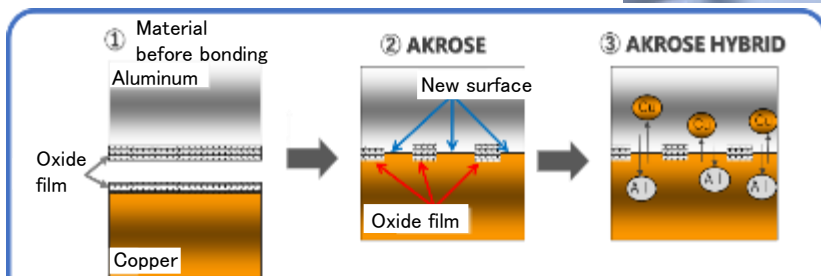 ① Material
before bonding
Aluminum
Oxide
film
Copper
② AKROSE
New surface
Oxide film
③ AKROSE HYBRID
Cu
Cu
Cu
Al
Al
Al